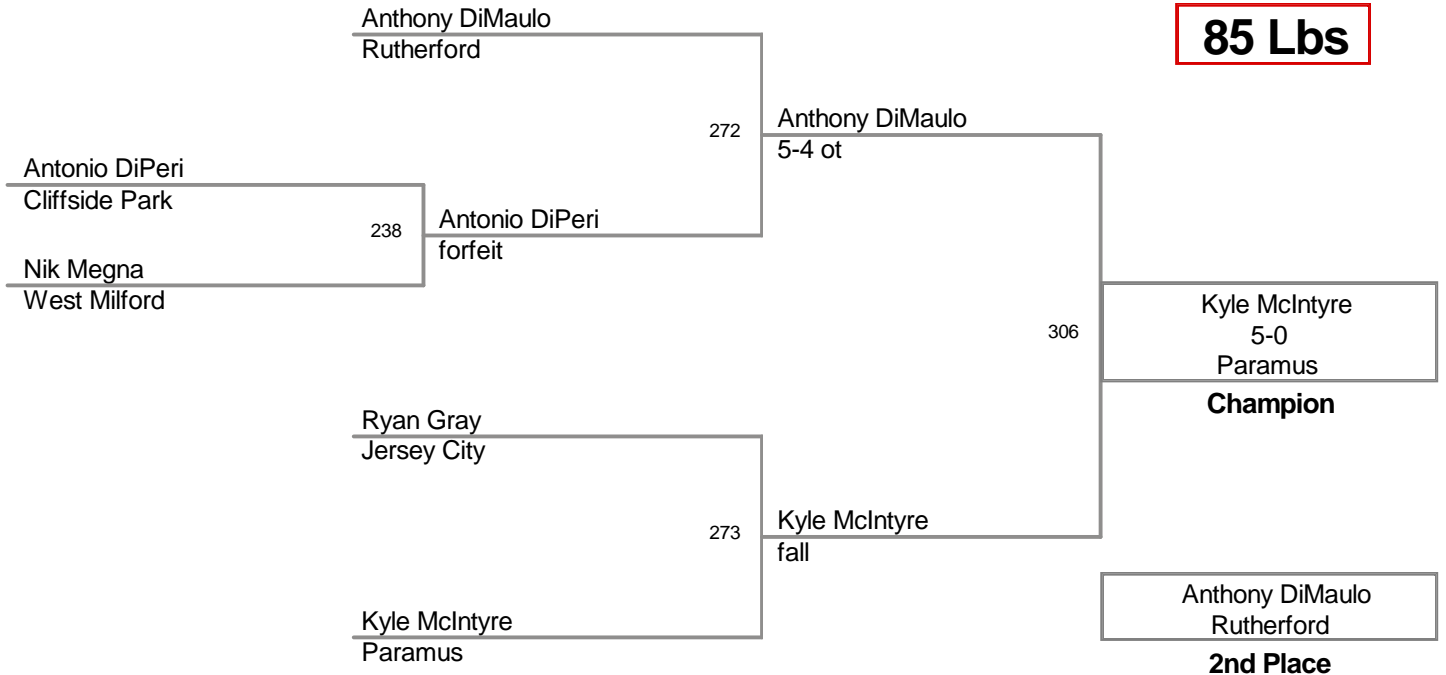 Anthony DiMaulo
Rutherford
85 Lbs
272
Anthony DiMaulo
5-4 ot
Antonio DiPeri
Cliffside Park
238
Antonio DiPeri
forfeit
Nik Megna
West Milford
306
Kyle McIntyre
5-0
Paramus
Champion
Ryan Gray
Jersey City
273
Kyle McIntyre
fall
Kyle McIntyre
Paramus
Anthony DiMaulo
Rutherford
2nd Place